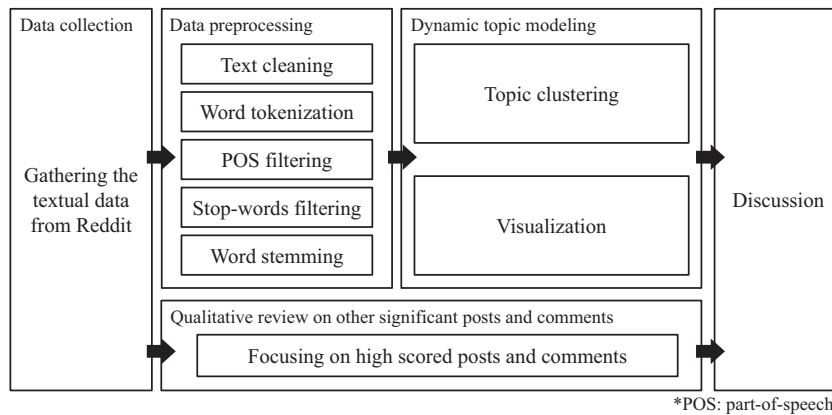 Data collection
Gathering the
textual data
from Reddit
Data preprocessing
Text cleaning
Word tokenization
POS filtering
Stop-words filtering
Word stemming
Dynamic topic modeling
Topic clustering
Visualization
Qualitative review on other significant posts and comments
Focusing on high scored posts and comments
Discussion
*POS: part-of-speech